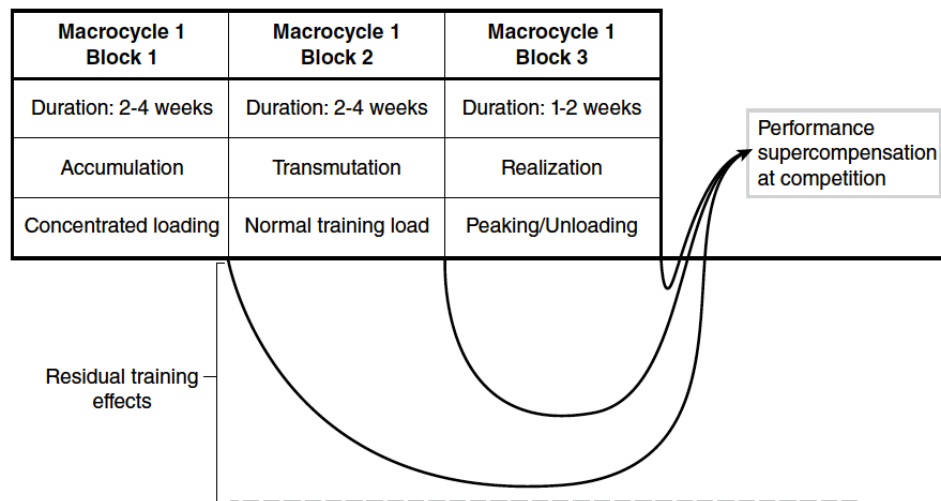 Macrocycle 1
Block 1
Macrocycle 1
Block 2
Macrocycle 1
Block 3
Duration: 2-4 weeks
Duration: 2-4 weeks
Duration: 1-2 weeks
Accumulation
Transmutation
Realization
Concentrated loading
Normal training load
Peaking/Unloading
Performance
supercompensation
at competition
Residual training
effects